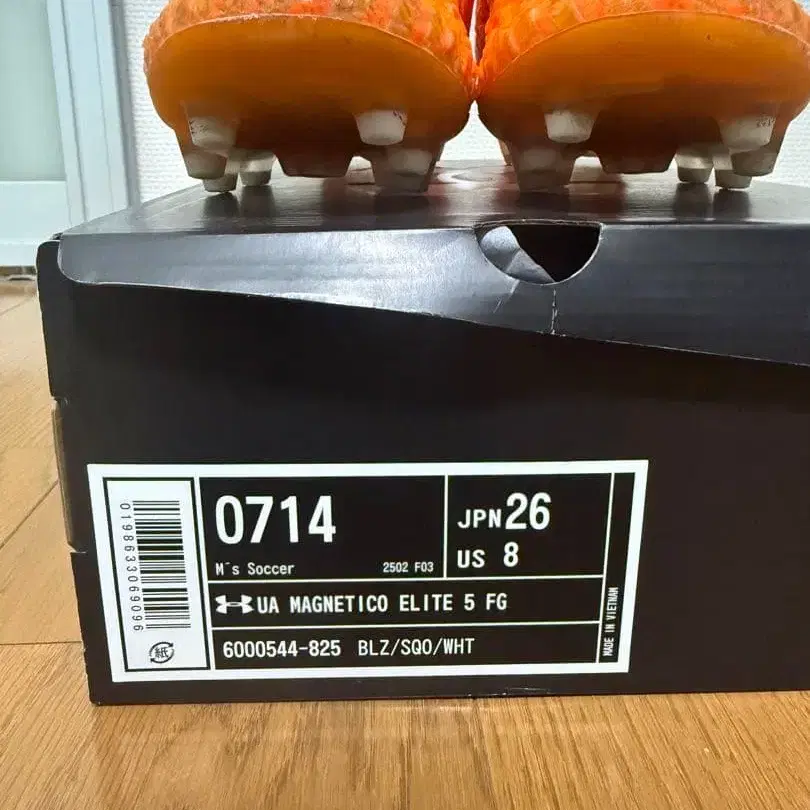 0198633069096
紙
0714
M's Soccer 2502 F03
JPN 26
US 8
UA MAGNETICO ELITE 5 FG
6000544-825 BLZ/SQO/WHT
MADE IN VIETNAM